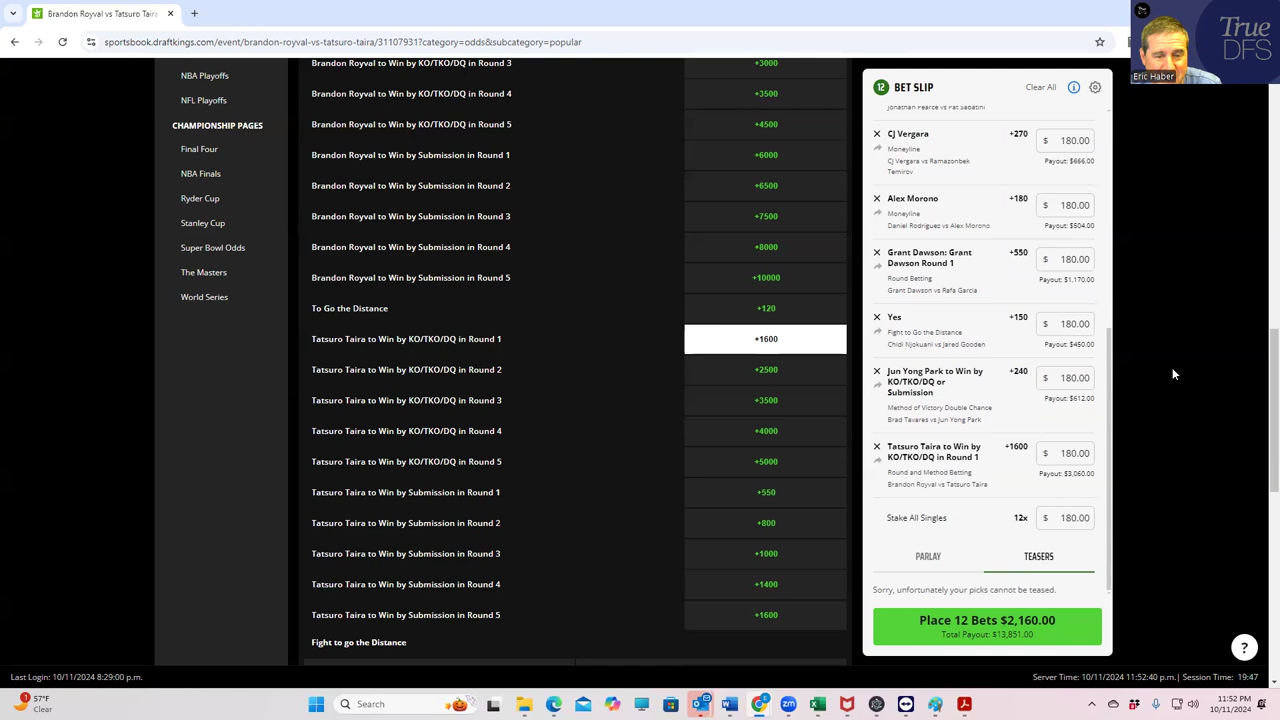 Brandon Royval vs Tatsuro Taira
sportsbook.draftkings.com/event/brandon-royval-vs-tatsuro-taira/31107931?category=odds&subcategory=popular
True
DFS
Eric Haber
NBA Playoffs
NFL Playoffs
CHAMPIONSHIP PAGES
Final Four
NBA Finals
Ryder Cup
Stanley Cup
Super Bowl Odds
The Masters
World Series
Brandon Royval to Win by KO/TKO/DQ in Round 3 +3000
Brandon Royval to Win by KO/TKO/DQ in Round 4 +3500
Brandon Royval to Win by KO/TKO/DQ in Round 5 +4500
Brandon Royval to Win by Submission in Round 1 +6000
Brandon Royval to Win by Submission in Round 2 +6500
Brandon Royval to Win by Submission in Round 3 +7500
Brandon Royval to Win by Submission in Round 4 +8000
Brandon Royval to Win by Submission in Round 5 +10000
To Go the Distance +120
Tatsuro Taira to Win by KO/TKO/DQ in Round 1 +1600
Tatsuro Taira to Win by KO/TKO/DQ in Round 2 +2500
Tatsuro Taira to Win by KO/TKO/DQ in Round 3 +3500
Tatsuro Taira to Win by KO/TKO/DQ in Round 4 +4000
Tatsuro Taira to Win by KO/TKO/DQ in Round 5 +5000
Tatsuro Taira to Win by Submission in Round 1 +550
Tatsuro Taira to Win by Submission in Round 2 +800
Tatsuro Taira to Win by Submission in Round 3 +1000
Tatsuro Taira to Win by Submission in Round 4 +1400
Tatsuro Taira to Win by Submission in Round 5 +1600
Fight to go the Distance
12 BET SLIP Clear All
Jonathan Pearce vs Pat Sabatini
CJ Vergara +270 $ 180.00
Moneyline
CJ Vergara vs Ramazonbek Payout: $666.00
Temirov
Alex Morono +180 $ 180.00
Moneyline
Daniel Rodriguez vs Alex Morono Payout: $504.00
Grant Dawson: Grant +550 $ 180.00
Dawson Round 1
Round Betting Payout: $1,170.00
Grant Dawson vs Rafa Garcia
Yes +150 $ 180.00
Fight to Go the Distance
Chidi Njokuani vs Jared Gooden Payout: $450.00
Jun Yong Park to Win by +240 $ 180.00
KO/TKO/DQ or
Submission Payout: $612.00
Method of Victory Double Chance
Brad Tavares vs Jun Yong Park
Tatsuro Taira to Win by +1600 $ 180.00
KO/TKO/DQ in Round 1
Round and Method Betting Payout: $3,060.00
Brandon Royval vs Tatsuro Taira
Stake All Singles 12x $ 180.00
PARLAY TEASERS
Sorry, unfortunately your picks cannot be teased.
Place 12 Bets $2,160.00
Total Payout: $13,851.00
?
Last Login: 10/11/2024 8:29:00 p.m.
Server Time: 10/11/2024 11:52:40 p.m.| Session Time: 19:47
1
57°F
Clear
Search
11:52 PM
10/11/2024